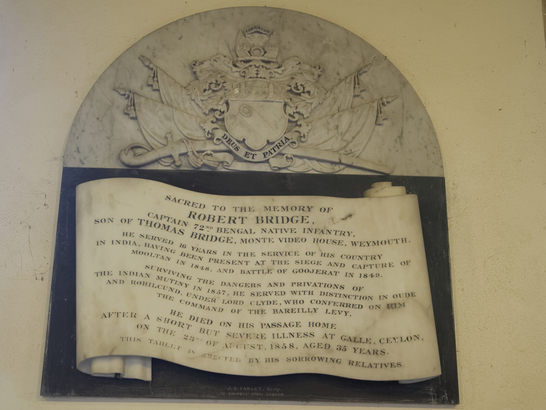 DEUS ET PATRIA
SACRED TO THE MEMORY OF
ROBERT BRIDGE,
CAPTAIN 72ND BENGAL NATIVE INFANTRY,
SON OF THOMAS BRIDGE, MONTE VIDEO HOUSE, WEYMOUTH.
HE SERVED 16 YEARS IN THE SERVICE OF HIS COUNTRY
IN INDIA, HAVING BEEN PRESENT AT THE SIEGE AND CAPTURE OF
MOOLTAN IN 1848, AND BATTLE OF GOOJERAT IN 1849.
SURVIVING THE DANGERS AND PRIVATIONS OF
THE INDIAN MUTINY IN 1857, HE SERVED WITH DISTINCTION IN OUDE
AND ROHILCUND, UNDER LORD CLYDE, WHO CONFERRED ON HIM
THE COMMAND OF THE BAREILLY LEVY.
HE DIED ON HIS PASSAGE HOME
AFTER A SHORT BUT SEVERE ILLNESS AT GALLE, CEYLON,
ON THE 25TH OF AUGUST, 1858, AGED 35 YEARS.
THIS TABLET IS ERECTED BY HIS SORROWING RELATIVES.